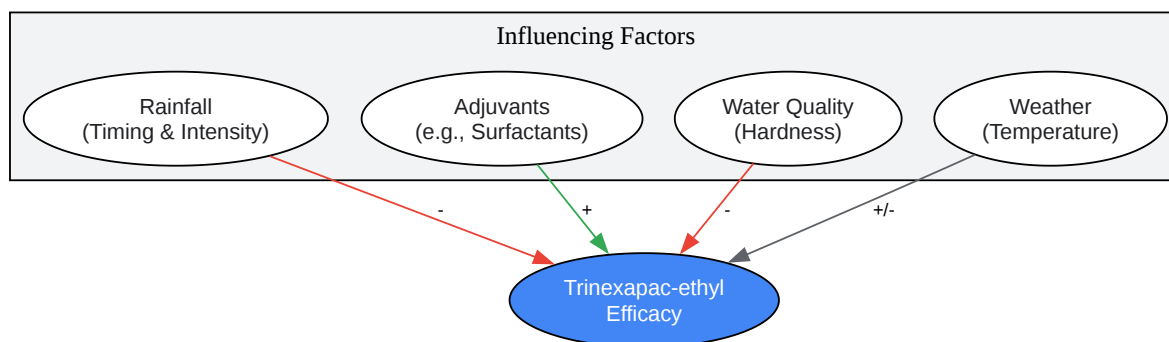 Influencing Factors
Rainfall
(Timing & Intensity)
Adjuvants
(e.g., Surfactants)
Water Quality
(Hardness)
Weather
(Temperature)
-
+
-
+/-
Trinexapac-ethyl
Efficacy